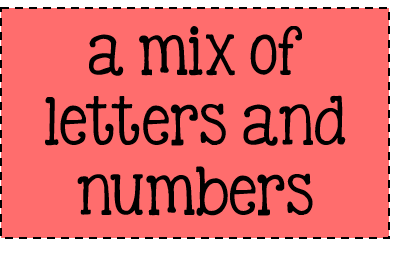 a mix of
letters and
numbers